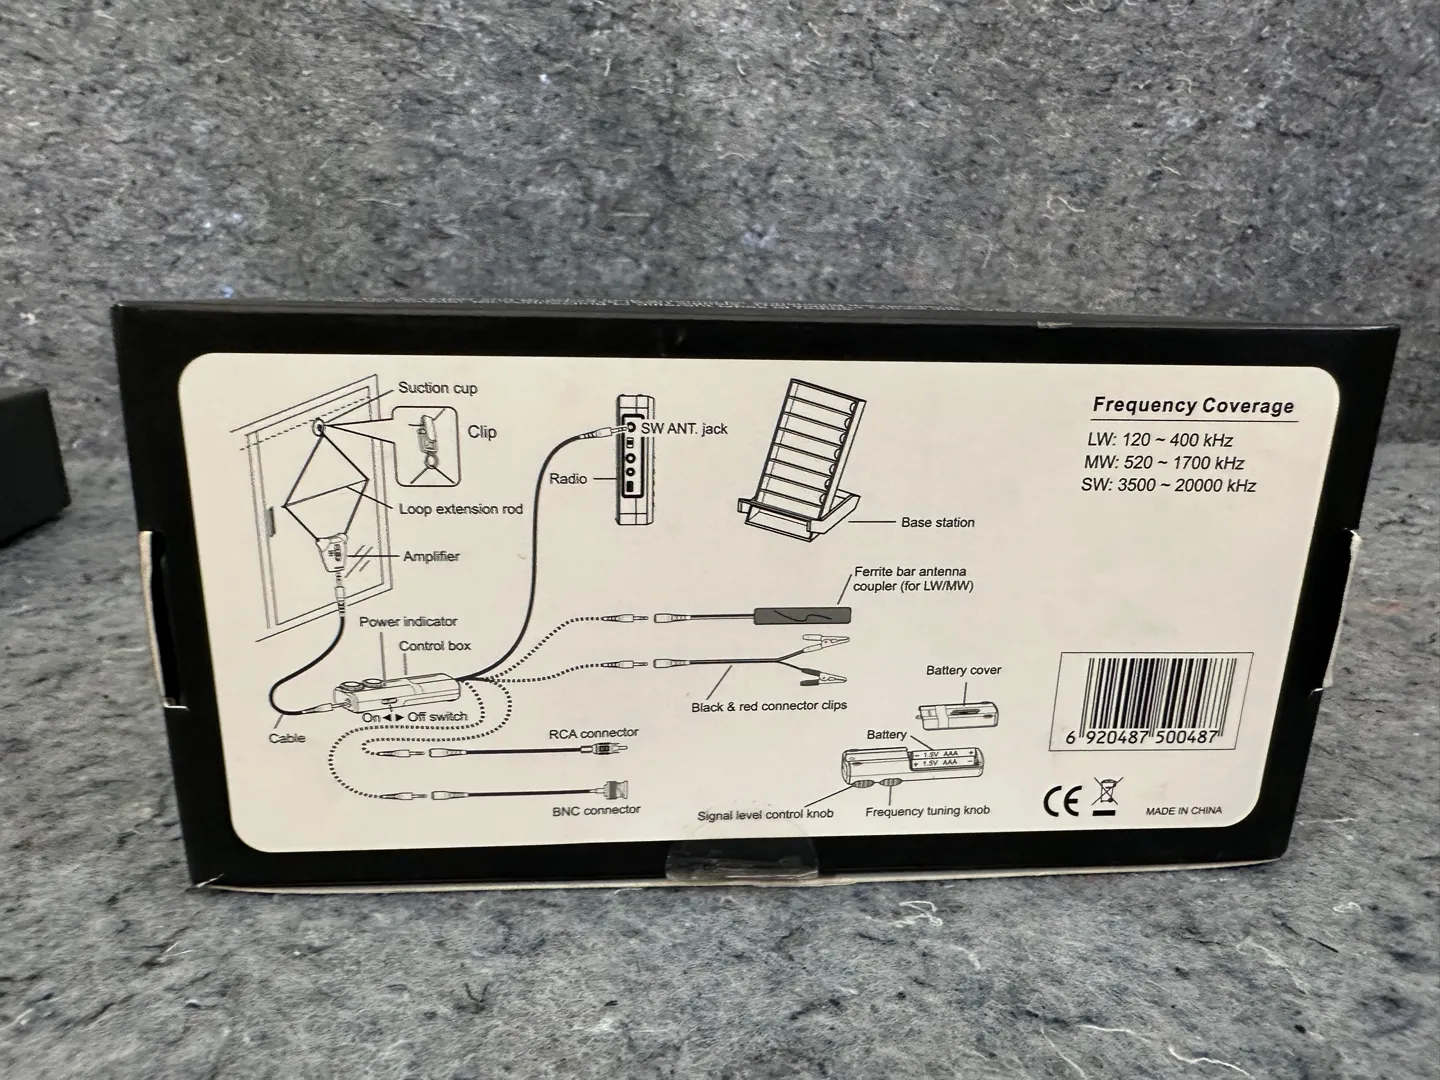 Suction cup
Clip
Loop extension rod
Amplifier
Power indicator
Control box
On ◀ ▶ Off switch
Cable
SW ANT. jack
Radio
Base station
Ferrite bar antenna
coupler (for LW/MW)
Black & red connector clips
RCA connector
BNC connector
Battery cover
Battery
- 1.5V AAA +
+ 1.5V AAA -
Signal level control knob
Frequency tuning knob
Frequency Coverage
LW: 120 ~ 400 kHz
MW: 520 ~ 1700 kHz
SW: 3500 ~ 20000 kHz
6 920487 500487
CE
MADE IN CHINA